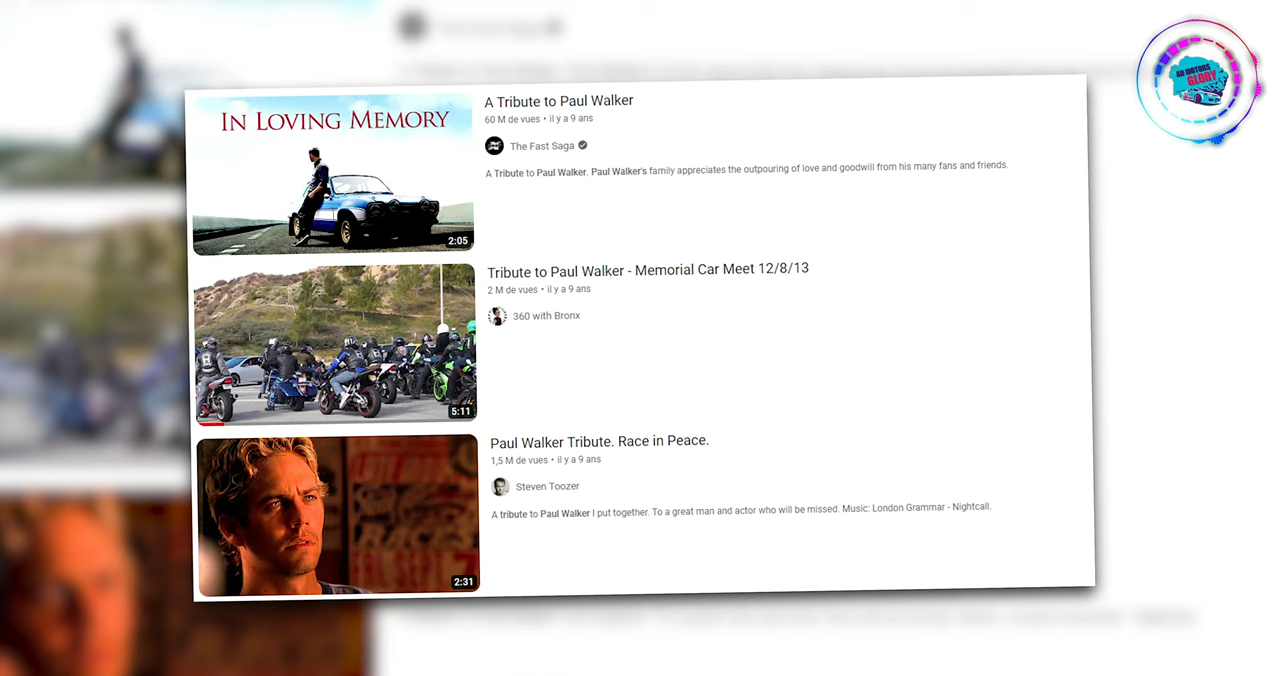 AH MOTORS
GLORY
IN LOVING MEMORY
2:05
A Tribute to Paul Walker
60 M de vues • il y a 9 ans
The Fast Saga
A Tribute to Paul Walker. Paul Walker's family appreciates the outpouring of love and goodwill from his many fans and friends.
5:11
Tribute to Paul Walker - Memorial Car Meet 12/8/13
2 M de vues • il y a 9 ans
360 with Bronx
2:31
Paul Walker Tribute. Race in Peace.
1,5 M de vues • il y a 9 ans
Steven Toozer
A tribute to Paul Walker I put together. To a great man and actor who will be missed. Music: London Grammar - Nightcall.